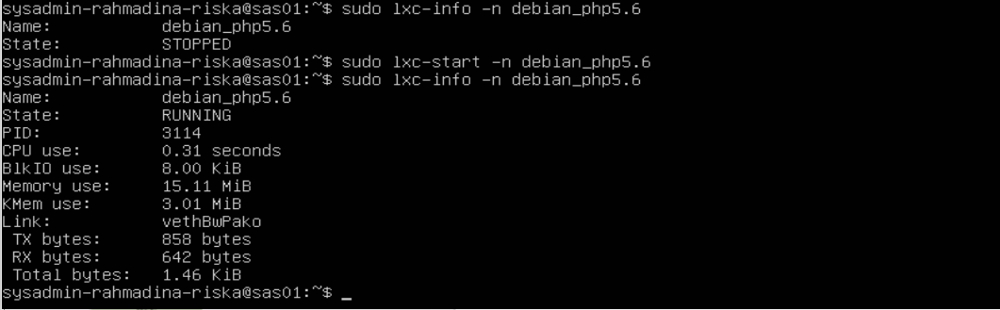 sysadmin-rahmadina-riska@sas01:~$ sudo lxc-info -n debian_php5.6
Name:           debian_php5.6
State:          STOPPED
sysadmin-rahmadina-riska@sas01:~$ sudo lxc-start -n debian_php5.6
sysadmin-rahmadina-riska@sas01:~$ sudo lxc-info -n debian_php5.6
Name:           debian_php5.6
State:          RUNNING
PID:            3114
CPU use:        0.31 seconds
BlkIO use:      8.00 KiB
Memory use:     15.11 MiB
KMem use:       3.01 MiB
Link:           vethBwPako
 TX bytes:      858 bytes
 RX bytes:      642 bytes
 Total bytes:   1.46 KiB
sysadmin-rahmadina-riska@sas01:~$ _